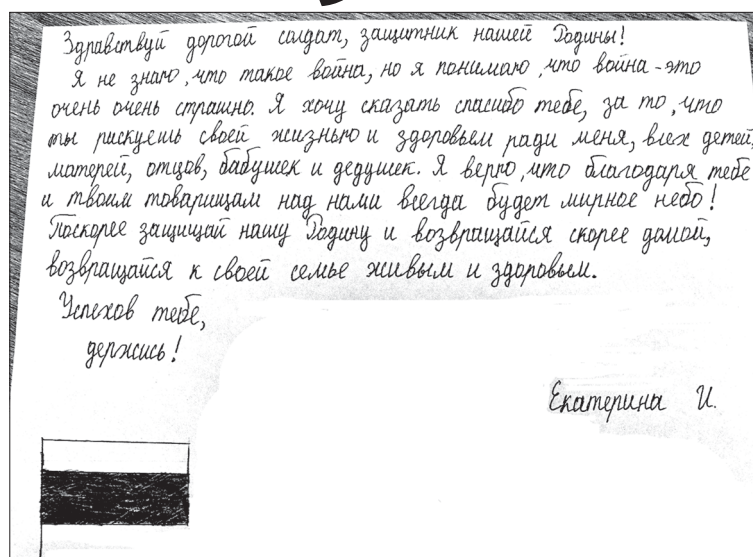 Здравствуй дорогой солдат, защитник нашей Родины!
Я не знаю, что такое война, но я понимаю, что война - это
очень очень страшно. Я хочу сказать спасибо тебе, за то, что
ты рискуешь своей жизнью и здоровьем ради меня, всех детей,
матерей, отцов, бабушек и дедушек. Я верю, что благодаря тебе
и твоим товарищам над нами всегда будет мирное небо!
Поскорее защищай нашу Родину и возвращайся скорее домой,
возвращайся к своей семье живым и здоровым.
Успехов тебе,
держись!
Екатерина И.